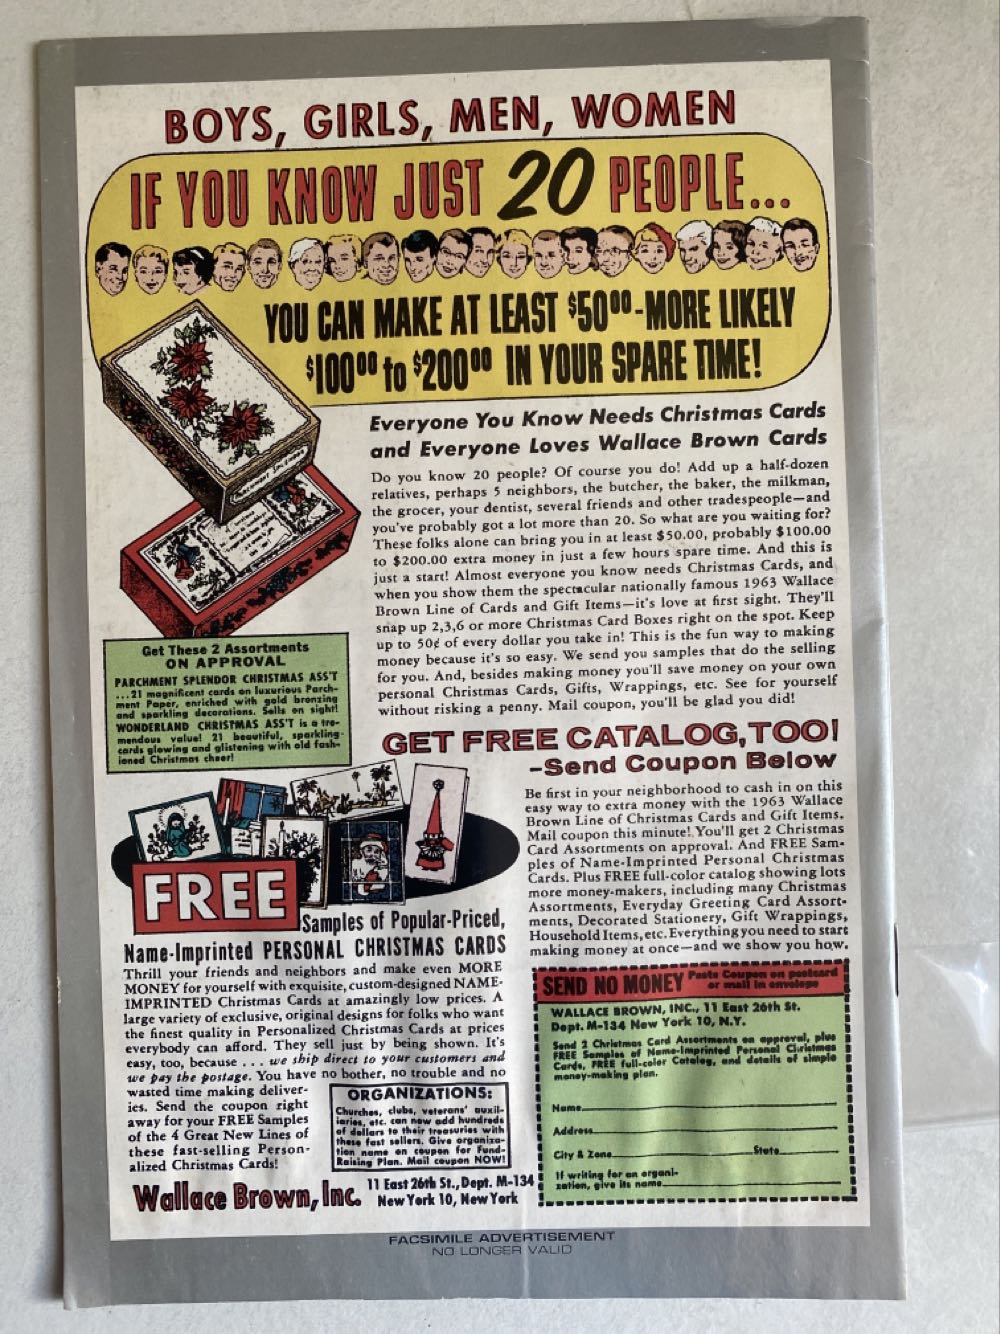 BOYS, GIRLS, MEN, WOMEN
IF YOU KNOW JUST 20 PEOPLE...
YOU CAN MAKE AT LEAST $50⁰⁰-MORE LIKELY
$100⁰⁰ to $200⁰⁰ IN YOUR SPARE TIME!
Everyone You Know Needs Christmas Cards
and Everyone Loves Wallace Brown Cards
Do you know 20 people? Of course you do! Add up a half-dozen
relatives, perhaps 5 neighbors, the butcher, the baker, the milkman,
the grocer, your dentist, several friends and other tradespeople—and
you've probably got a lot more than 20. So what are you waiting for?
These folks alone can bring you in at least $50.00, probably $100.00
to $200.00 extra money in just a few hours spare time. And this is
just a start! Almost everyone you know needs Christmas Cards, and
when you show them the spectacular nationally famous 1963 Wallace
Brown Line of Cards and Gift Items—it's love at first sight. They'll
snap up 2,3,6 or more Christmas Card Boxes right on the spot. Keep
up to 50¢ of every dollar you take in! This is the fun way to making
money because it's so easy. We send you samples that do the selling
for you. And, besides making money you'll save money on your own
personal Christmas Cards, Gifts, Wrappings, etc. See for yourself
without risking a penny. Mail coupon, you'll be glad you did!
Get These 2 Assortments
ON APPROVAL
PARCHMENT SPLENDOR CHRISTMAS ASS'T
...21 magnificent cards on luxurious Parch-
ment Paper, enriched with gold bronzing
and sparkling decorations. Sells on sight!
WONDERLAND CHRISTMAS ASS'T is a tre-
mendous value! 21 beautiful, sparkling
cards glowing and glistening with old fash-
ioned Christmas cheer!
GET FREE CATALOG, TOO!
-Send Coupon Below
Be first in your neighborhood to cash in on this
easy way to extra money with the 1963 Wallace
Brown Line of Christmas Cards and Gift Items.
Mail coupon this minute! You'll get 2 Christmas
Card Assortments on approval. And FREE Sam-
ples of Name-Imprinted Personal Christmas
Cards. Plus FREE full-color catalog showing lots
more money-makers, including many Christmas
Assortments, Everyday Greeting Card Assort-
ments, Decorated Stationery, Gift Wrappings,
Household Items, etc. Everything you need to start
making money at once—and we show you how.
FREE
Samples of Popular-Priced,
Name-Imprinted PERSONAL CHRISTMAS CARDS
Thrill your friends and neighbors and make even MORE
MONEY for yourself with exquisite, custom-designed NAME-
IMPRINTED Christmas Cards at amazingly low prices. A
large variety of exclusive, original designs for folks who want
the finest quality in Personalized Christmas Cards at prices
everybody can afford. They sell just by being shown. It's
easy, too, because ... we ship direct to your customers and
we pay the postage. You have no bother, no trouble and no
wasted time making deliver-
ies. Send the coupon right
away for your FREE Samples
of the 4 Great New Lines of
these fast-selling Person-
alized Christmas Cards!
ORGANIZATIONS:
Churches, clubs, veterans' auxil-
iaries, etc. can now add hundreds
of dollars to their treasuries with
these fast sellers. Give organiza-
tion name on coupon for Fund-
Raising Plan. Mail coupon NOW!
Wallace Brown, Inc. 11 East 26th St., Dept. M-134
New York 10, New York
SEND NO MONEY Paste Coupon on postcard
or mail in envelope
WALLACE BROWN, INC., 11 East 26th St.
Dept. M-134 New York 10, N.Y.
Send 2 Christmas Card Assortments on approval, plus
FREE Samples of Name-Imprinted Personal Christmas
Cards, FREE full-color Catalog, and details of simple
money-making plan.
Name
Address
City & Zone State
If writing for an organi-
zation, give its name
FACSIMILE ADVERTISEMENT
NO LONGER VALID